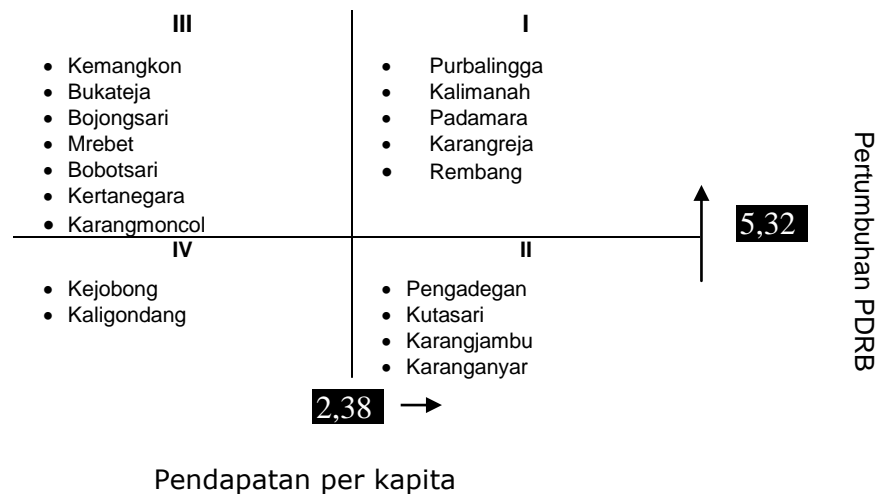 III
• Kemangkon
• Bukateja
• Bojongsari
• Mrebet
• Bobotsari
• Kertanegara
• Karangmoncol
I
• Purbalingga
• Kalimanah
• Padamara
• Karangreja
• Rembang
IV
• Kejobong
• Kaligondang
II
• Pengadegan
• Kutasari
• Karangjambu
• Karanganyar
5,32
Pertumbuhan PDRB
2,38
Pendapatan per kapita